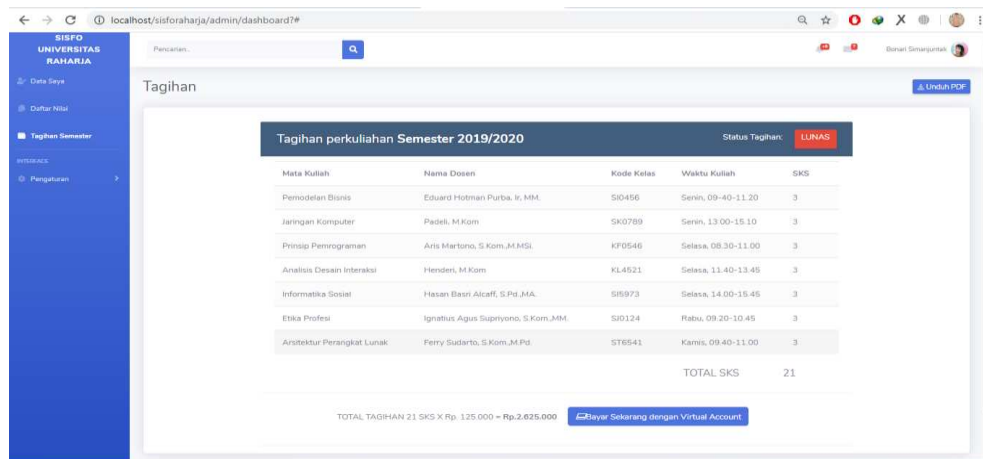 localhost/sisforaharja/admin/dashboard?#
SISFO
UNIVERSITAS
RAHARJA
Pencarian..
Bonari Simanjuntak
Data Saya
Daftar Nilai
Tagihan Semester
INTERFACE
Pengaturan
Tagihan
Unduh PDF
Tagihan perkuliahan Semester 2019/2020 Status Tagihan: LUNAS
Mata Kuliah Nama Dosen Kode Kelas Waktu Kuliah SKS
Pemodelan Bisnis Eduard Hotman Purba, Ir, MM. SI0456 Senin, 09-40-11.20 3
Jaringan Komputer Padeli, M.Kom SK0789 Senin, 13.00-15.10 3
Prinsip Pemrograman Aris Martono, S.Kom.,M.MSi. KF0546 Selasa, 08.30-11.00 3
Analisis Desain Interaksi Henderi, M.Kom KL4521 Selasa, 11.40-13.45 3
Informatika Sosial Hasan Basri Alcaff, S.Pd.,MA. SI5973 Selasa, 14.00-15.45 3
Etika Profesi Ignatius Agus Supriyono, S.Kom.,MM. SJ0124 Rabu, 09.20-10.45 3
Arsitektur Perangkat Lunak Ferry Sudarto, S.Kom.,M.Pd. ST6541 Kamis, 09.40-11.00 3
TOTAL SKS 21
TOTAL TAGIHAN 21 SKS X Rp. 125.000 = Rp.2.625.000 Bayar Sekarang dengan Virtual Account